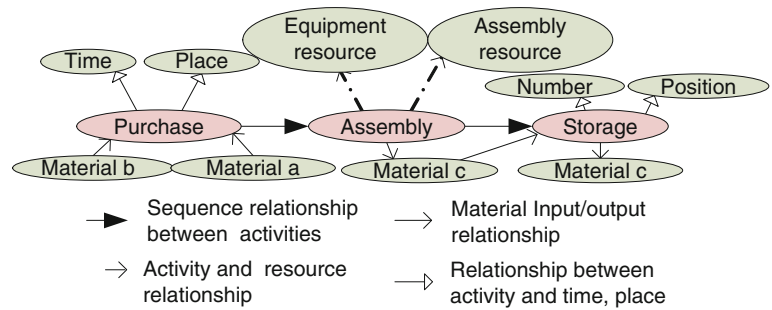 Equipment
resource
Assembly
resource
Time
Place
Number
Position
Purchase
Assembly
Storage
Material b
Material a
Material c
Material c
Sequence relationship
between activities
Material Input/output
relationship
Activity and resource
relationship
Relationship between
activity and time, place